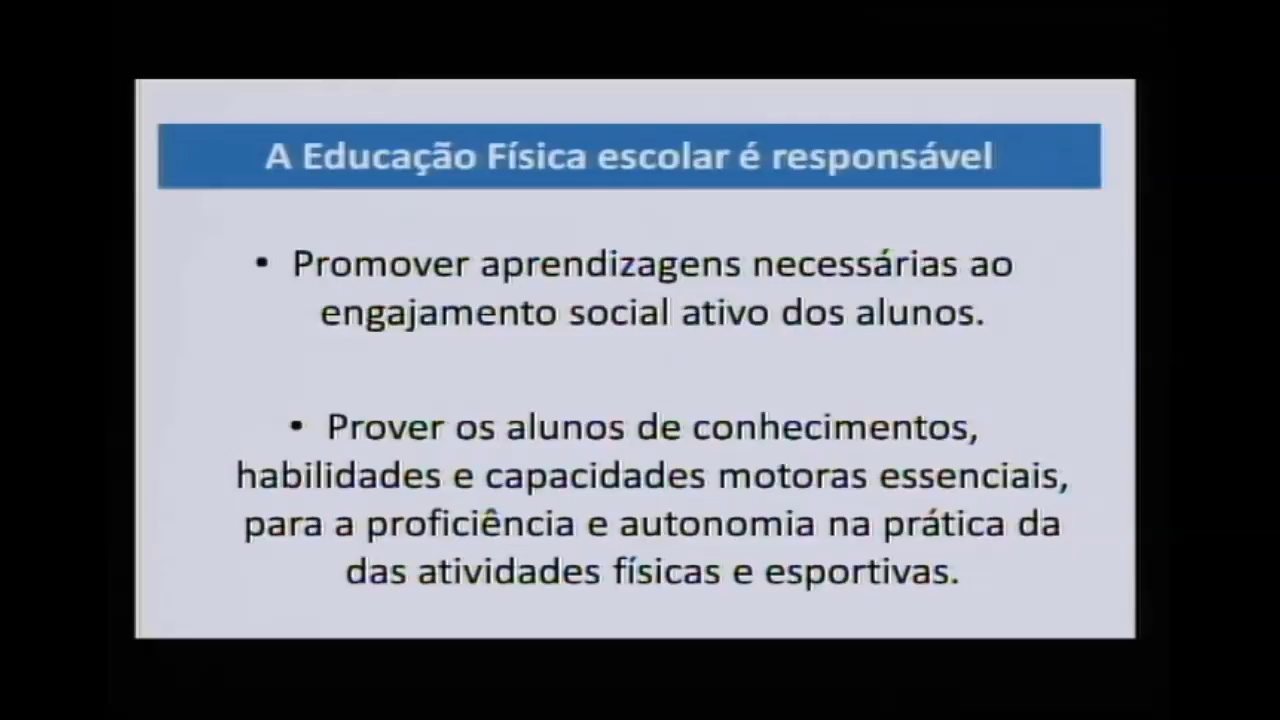 A Educação Física escolar é responsável
• Promover aprendizagens necessárias ao
engajamento social ativo dos alunos.
• Prover os alunos de conhecimentos,
habilidades e capacidades motoras essenciais,
para a proficiência e autonomia na prática da
das atividades físicas e esportivas.